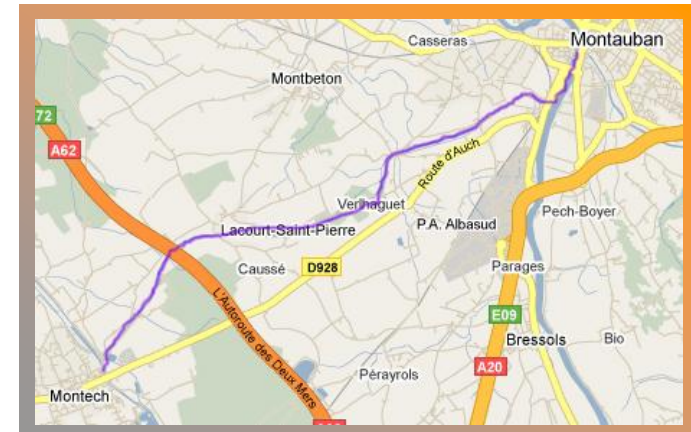 Casseras
Montauban
Montbeton
72
A62
Route d'Auch
Verlhaguet
Lacourt-Saint-Pierre
P.A. Albasud
Pech-Boyer
Caussé
D928
Parages
L'Autoroute des Deux Mers
E09
Bressols
Bio
A20
Pérayrols
Montech